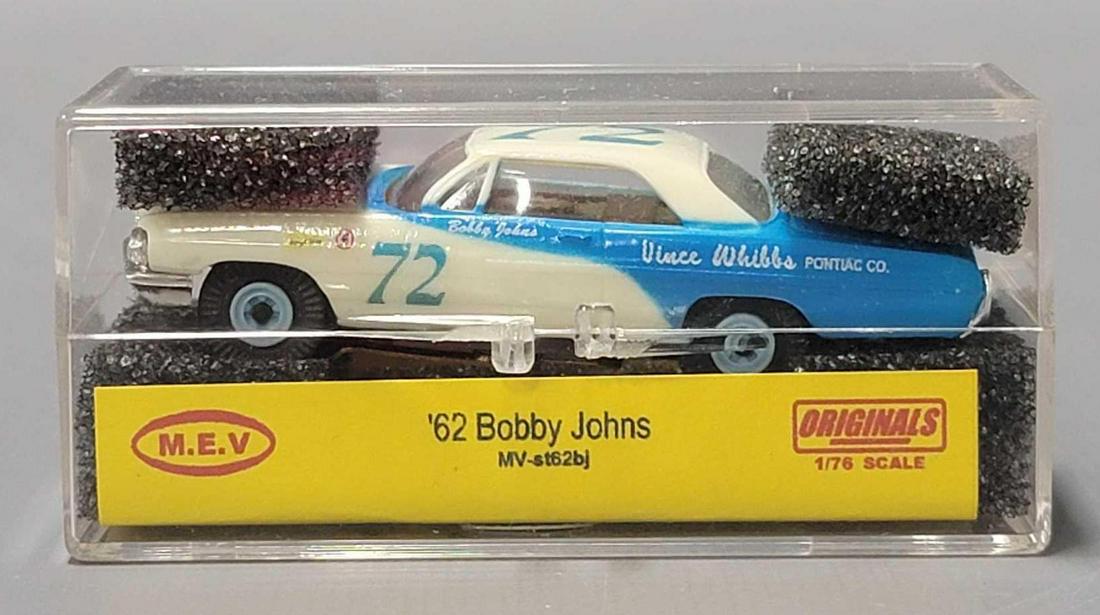 72
Bobby Johns
72
Vince Whibbs PONTIAC CO.
M.E.V
'62 Bobby Johns
MV-st62bj
ORIGINALS
1/76 SCALE